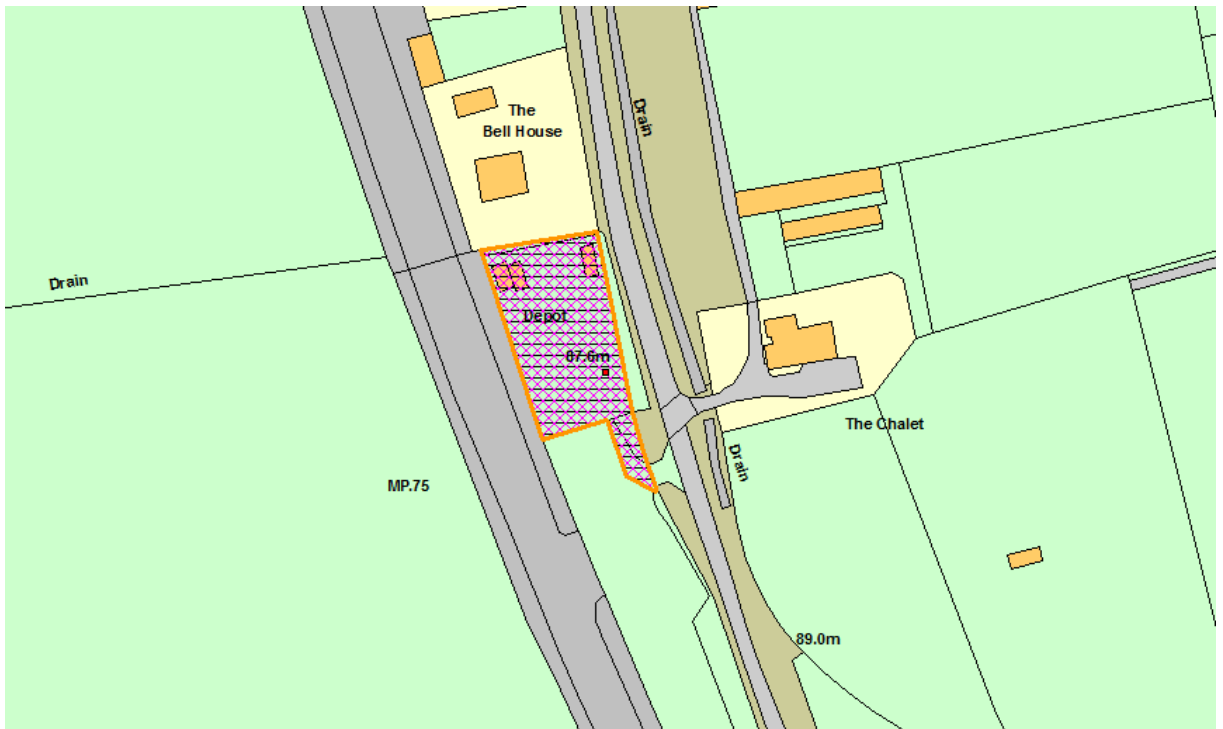 The
Bell House
Drain
Drain
Depot
87.6m
The Chalet
Drain
MP.75
89.0m